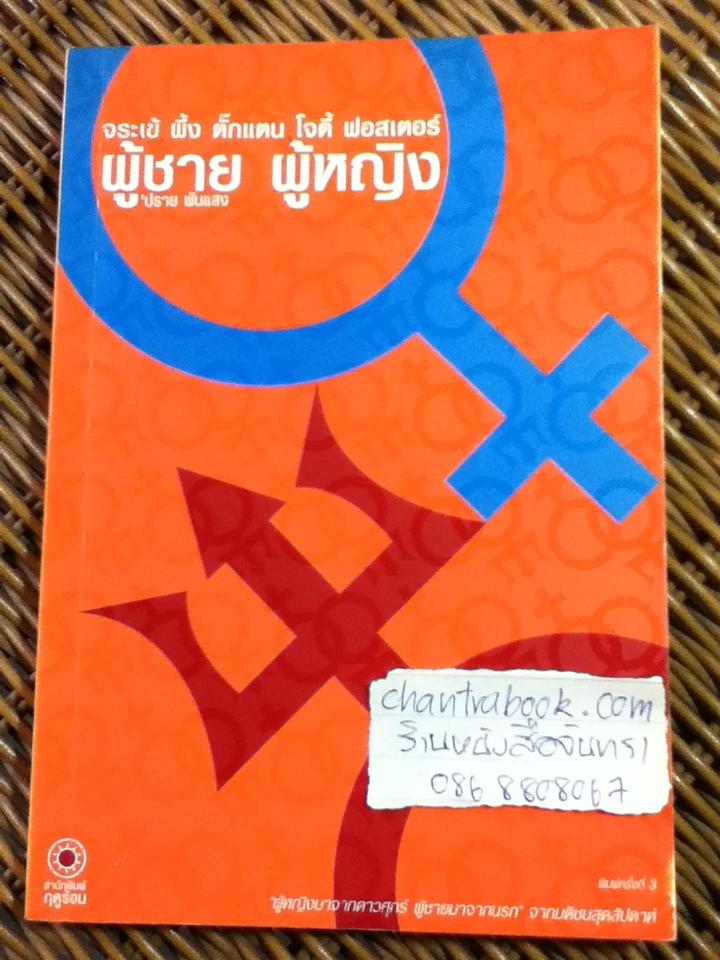 จระเข้ ผึ้ง ตั๊กแตน โจดี้ ฟอสเตอร์
ผู้ชาย ผู้หญิง
'ปราย พันแสง
chantrabook.com
ร้านหนังสือจันทรา
086 8808067
สำนักพิมพ์
ฤดูร้อน
พิมพ์ครั้งที่ 3
"ผู้หญิงมาจากดาวศุกร์ ผู้ชายมาจากนรก" จากมติชนสุดสัปดาห์